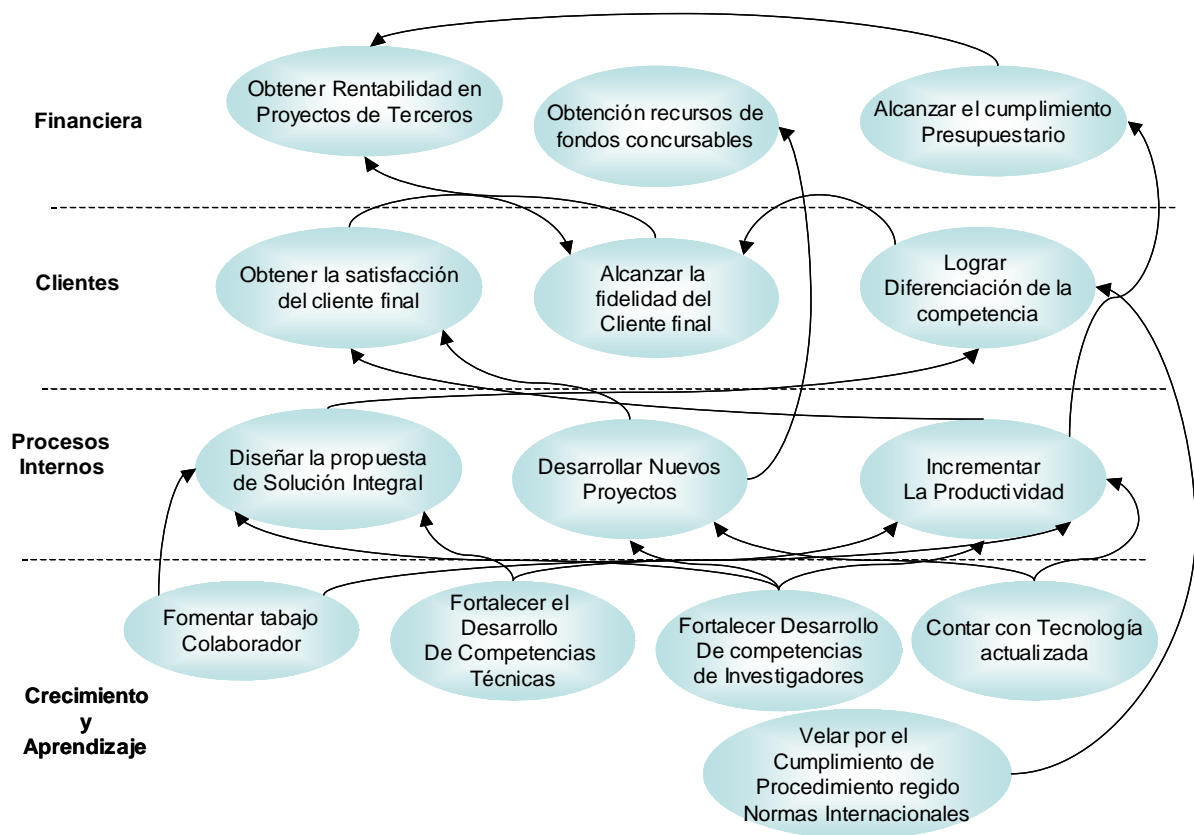 Financiera
Obtener Rentabilidad en
Proyectos de Terceros
Obtención recursos de
fondos concursables
Alcanzar el cumplimiento
Presupuestario
Clientes
Obtener la satisfacción
del cliente final
Alcanzar la
fidelidad del
Cliente final
Lograr
Diferenciación de la
competencia
Procesos
Internos
Diseñar la propuesta
de Solución Integral
Desarrollar Nuevos
Proyectos
Incrementar
La Productividad
Crecimiento
y
Aprendizaje
Fomentar tabajo
Colaborador
Fortalecer el
Desarrollo
De Competencias
Técnicas
Fortalecer Desarrollo
De competencias
de Investigadores
Contar con Tecnología
actualizada
Velar por el
Cumplimiento de
Procedimiento regido
Normas Internacionales